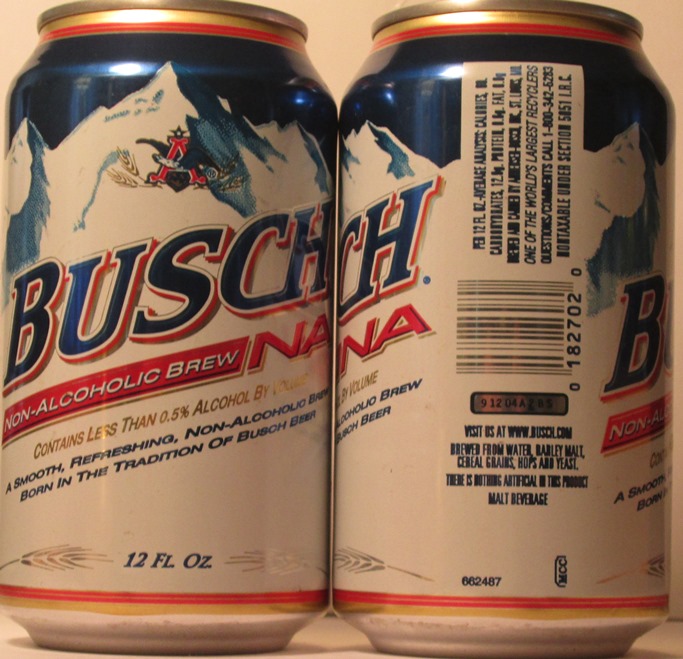 BUSCH
NA
NON-ALCOHOLIC BREW
CONTAINS LESS THAN 0.5% ALCOHOL BY VOLUME
A SMOOTH, REFRESHING, NON-ALCOHOLIC BREW
BORN IN THE TRADITION OF BUSCH BEER
12 FL. OZ.
CH
NA
BY VOLUME
ALCOHOLIC BREW
BUSCH BEER
PER 12 FL. OZ. AVERAGE ANALYSIS: CALORIES,
CARBOHYDRATES, 12.9g, PROTEIN, FAT, 0.0g
BREWED AND CANNED BY ANHEUSER-BUSCH, INC., ST. LOUIS, MO.
ONE OF THE WORLD'S LARGEST RECYCLERS
QUESTIONS/COMMENTS CALL 1-800-342-5283
NONTAXABLE UNDER SECTION 5051 I.R.C.
0 182702 0
VISIT US AT WWW.BUSCH.COM
BREWED FROM WATER, BARLEY MALT,
CEREAL GRAINS, HOPS AND YEAST.
THERE IS NOTHING ARTIFICIAL IN THIS PRODUCT
MALT BEVERAGE
662487
MCC
B
NON-AL
A SMOOTH
BORN